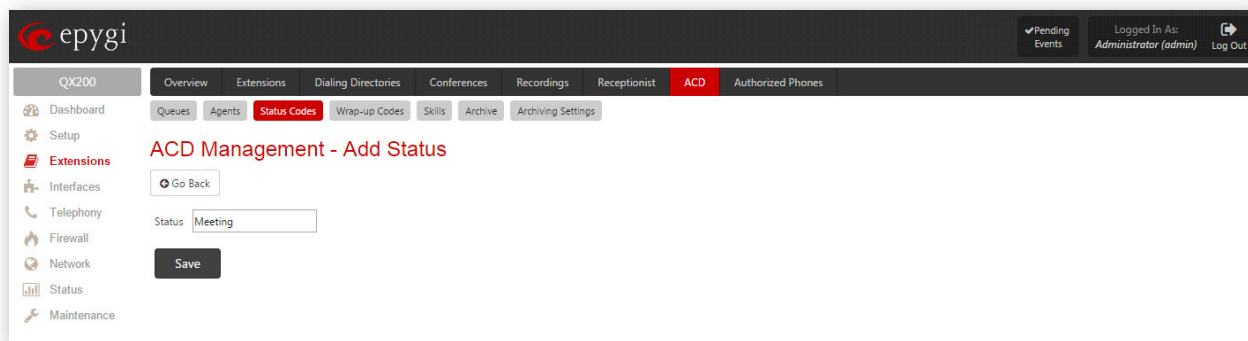 epygi
Pending Events
Logged In As:
Administrator (admin)
Log Out
QX200
Overview Extensions Dialing Directories Conferences Recordings Receptionist ACD Authorized Phones
Dashboard
Setup
Extensions
Interfaces
Telephony
Firewall
Network
Status
Maintenance
Queues Agents Status Codes Wrap-up Codes Skills Archive Archiving Settings
ACD Management - Add Status
Go Back
Status Meeting
Save